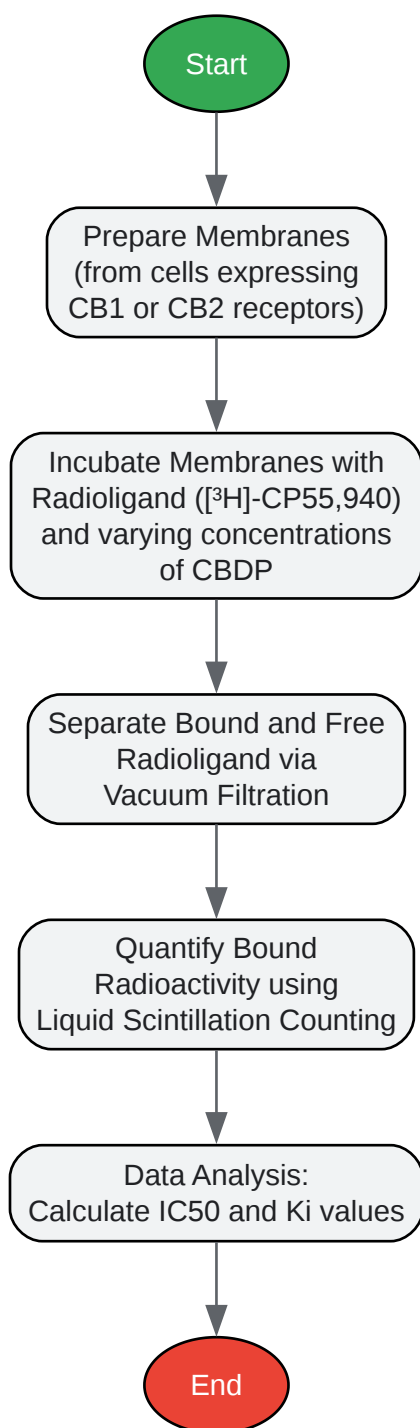 Start
Prepare Membranes
(from cells expressing
CB1 or CB2 receptors)
Incubate Membranes with
Radioligand ([³H]-CP55,940)
and varying concentrations
of CBDP
Separate Bound and Free
Radioligand via
Vacuum Filtration
Quantify Bound
Radioactivity using
Liquid Scintillation Counting
Data Analysis:
Calculate IC50 and Ki values
End